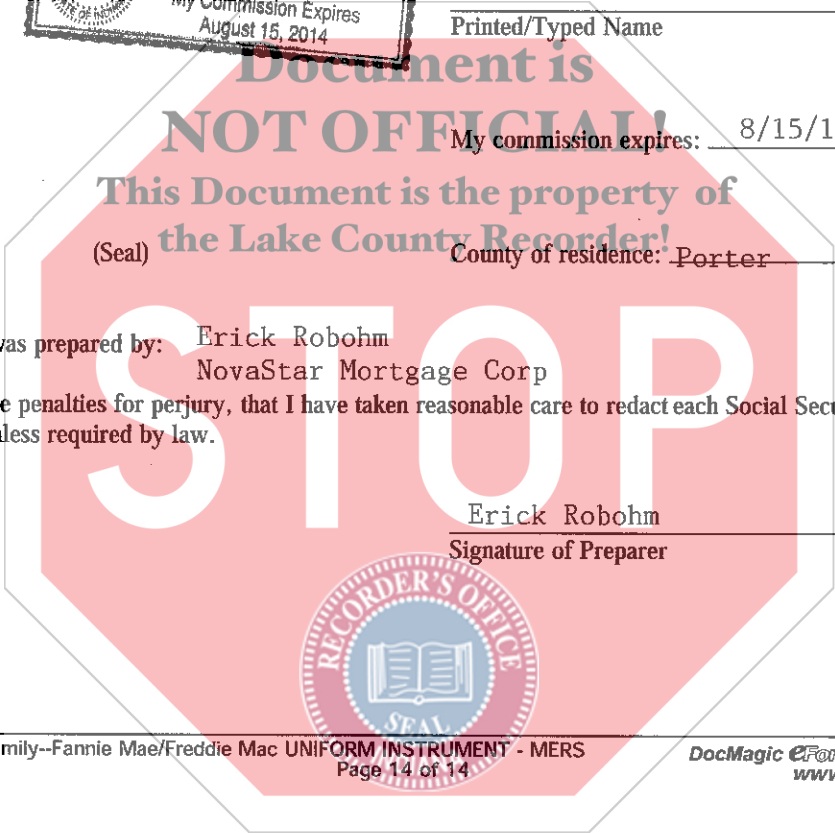 STATE OF INDIANA
My Commission Expires
August 15, 2014
Printed/Typed Name
Document is
NOT OFFICIAL!
My commission expires: 8/15/1
This Document is the property of
the Lake County Recorder!
(Seal)
County of residence: Porter
STOP
was prepared by: Erick Robohm
NovaStar Mortgage Corp
e penalties for perjury, that I have taken reasonable care to redact each Social Secu
less required by law.
Erick Robohm
Signature of Preparer
RECORDER'S OFFICE
SEAL
INDIANA
mily--Fannie Mae/Freddie Mac UNIFORM INSTRUMENT - MERS
Page 14 of 14
DocMagic eFor
www